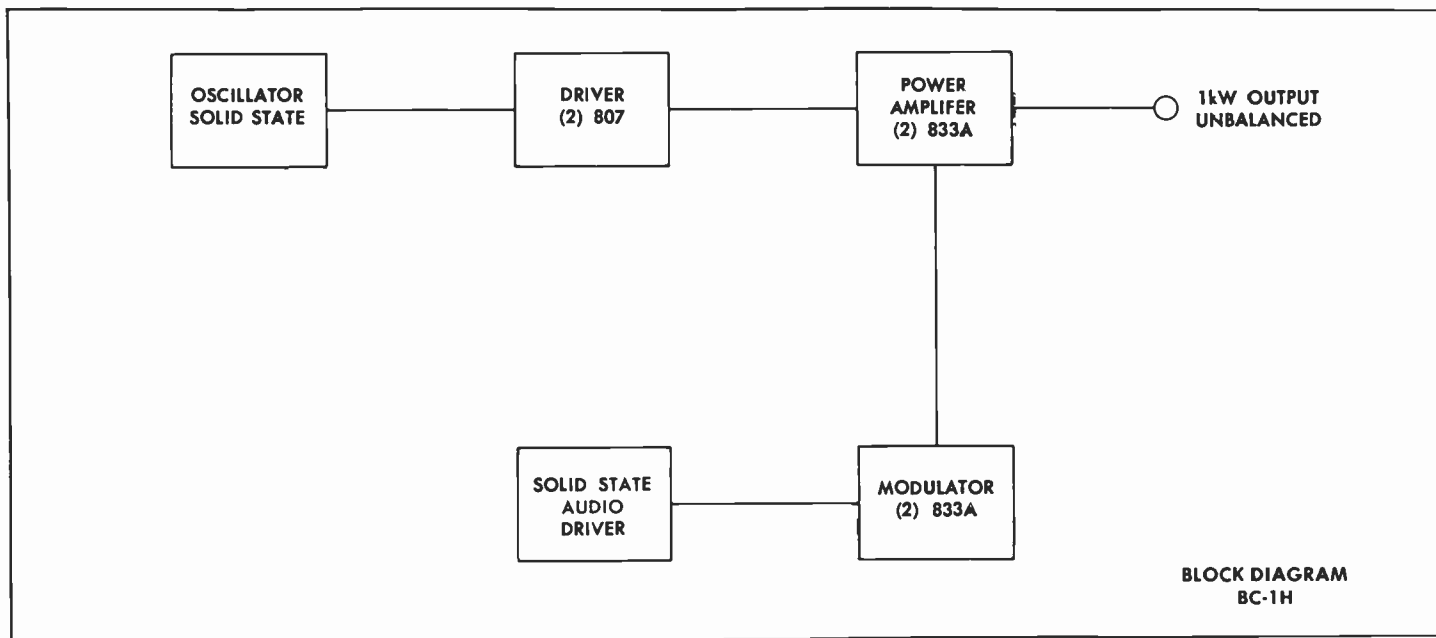 OSCILLATOR
SOLID STATE
DRIVER
(2) 807
POWER
AMPLIFER
(2) 833A
1kW OUTPUT
UNBALANCED
SOLID STATE
AUDIO
DRIVER
MODULATOR
(2) 833A
BLOCK DIAGRAM
BC-1H